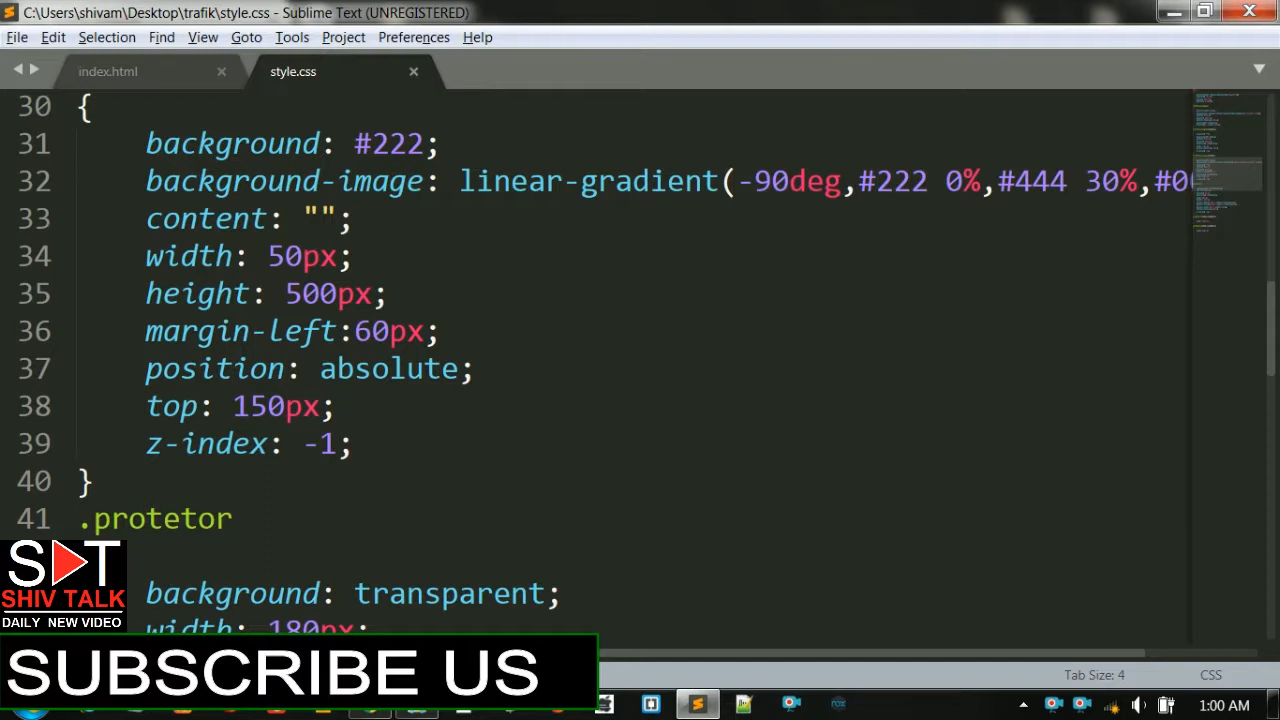 C:\Users\shivam\Desktop\trafik\style.css - Sublime Text (UNREGISTERED)
File Edit Selection Find View Goto Tools Project Preferences Help
index.html style.css
30 {
31 background: #222;
32 background-image: linear-gradient(-90deg,#222 0%,#444 30%,#0
33 content: "";
34 width: 50px;
35 height: 500px;
36 margin-left:60px;
37 position: absolute;
38 top: 150px;
39 z-index: -1;
40 }
41 .protetor
background: transparent;
width: 180px;
S T
SHIV TALK
DAILY NEW VIDEO
SUBSCRIBE US
Tab Size: 4 CSS
1:00 AM